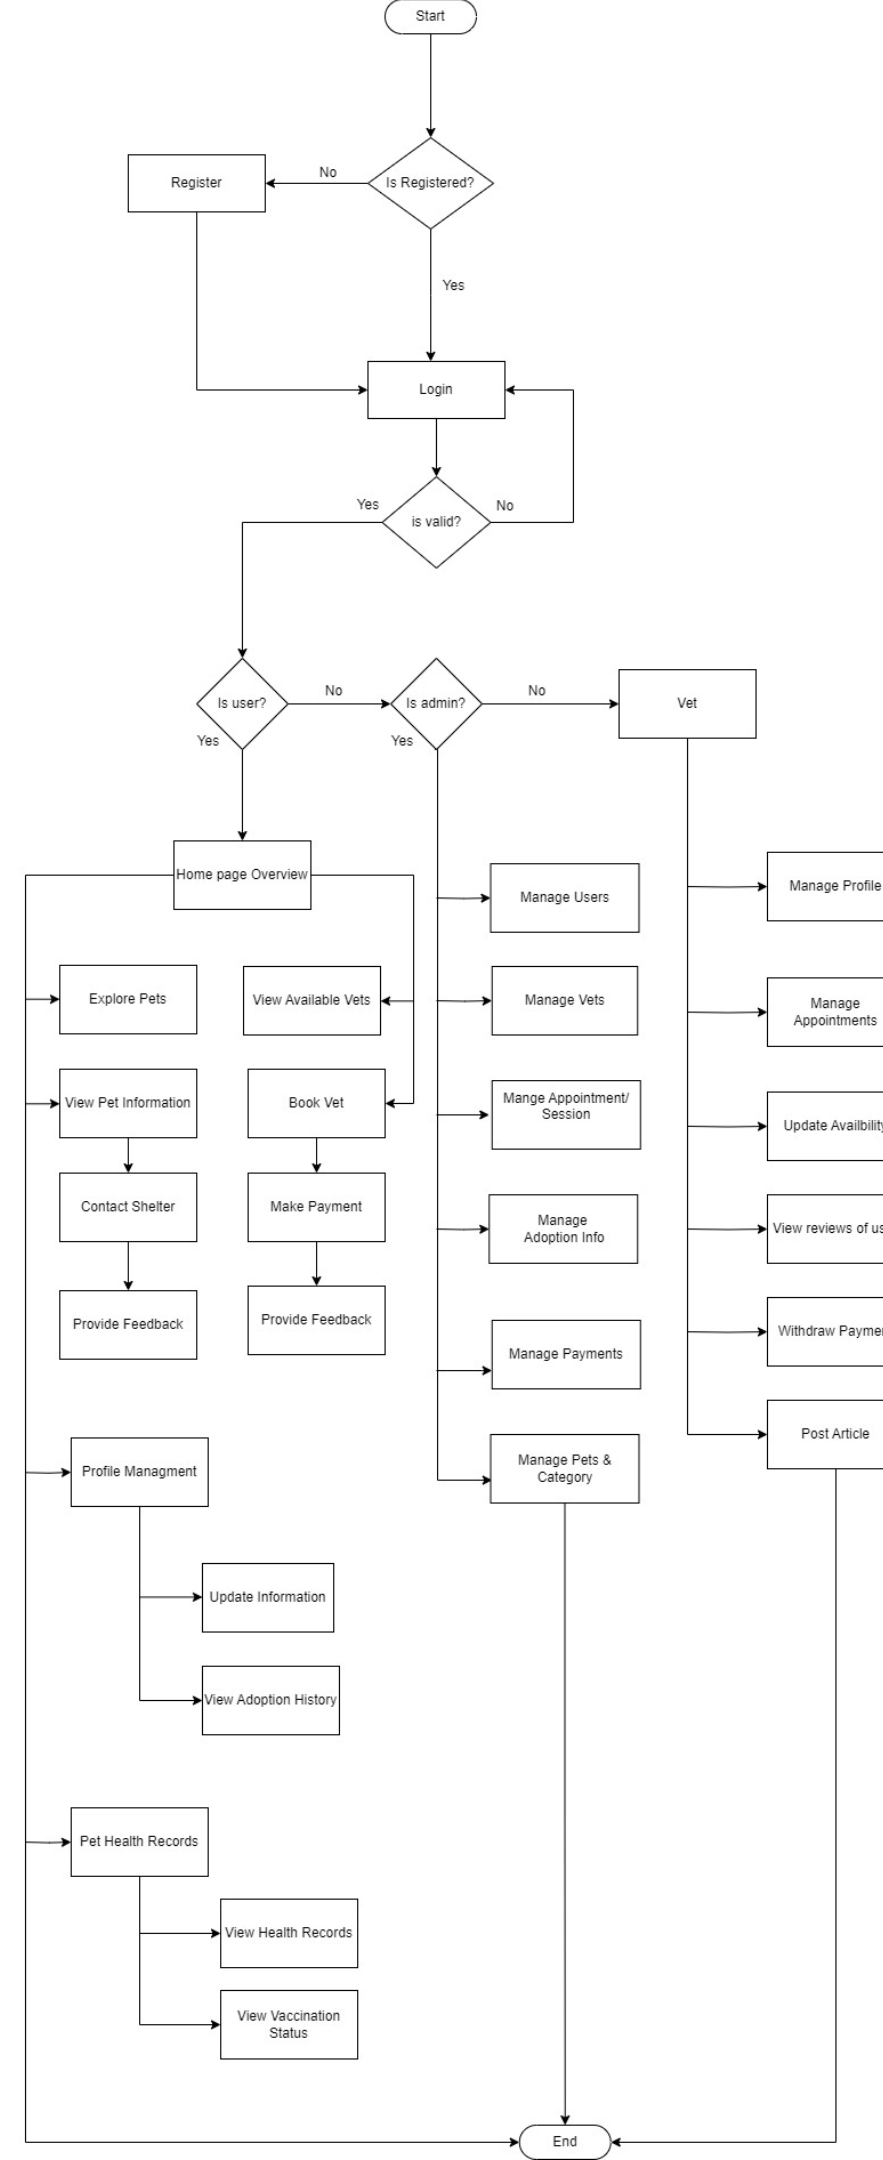 Start
Is Registered?
No
Register
Yes
Login
Yes
is valid?
No
Is user?
No
Is admin?
No
Vet
Yes
Yes
Home page Overview
Manage Users
Manage Profile
Explore Pets
View Available Vets
Manage Vets
Manage
Appointments
View Pet Information
Book Vet
Mange Appointment/
Session
Update Availbility
Contact Shelter
Make Payment
Manage
Adoption Info
View reviews of
Provide Feedback
Provide Feedback
Manage Payments
Withdraw
Profile Managment
Manage Pets &
Category
Post Article
Update Information
View Adoption History
Pet Health Records
View Health Records
View Vaccination
Status
End